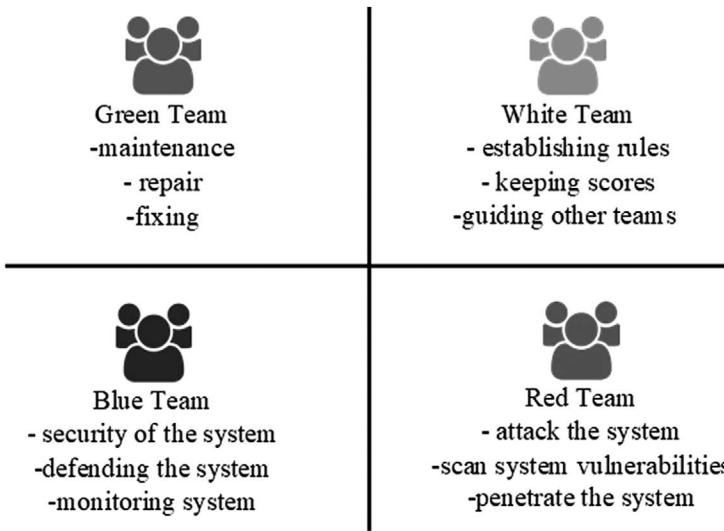 Green Team
-maintenance
- repair
-fixing
White Team
- establishing rules
- keeping scores
-guiding other teams
Blue Team
- security of the system
-defending the system
-monitoring system
Red Team
- attack the system
-scan system vulnerabilities
-penetrate the system